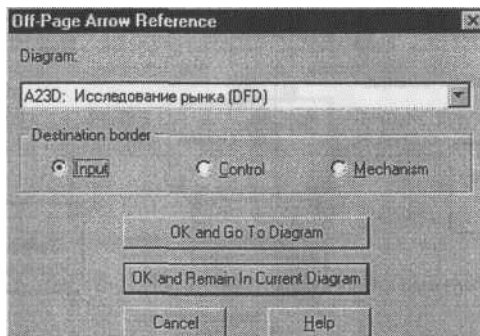 Off-Page Arrow Reference
Diagram:
A23D: Исследование рынка (DFD)
Destination border
Input Control Mechanism
OK and Go To Diagram
OK and Remain In Current Diagram
Cancel Help